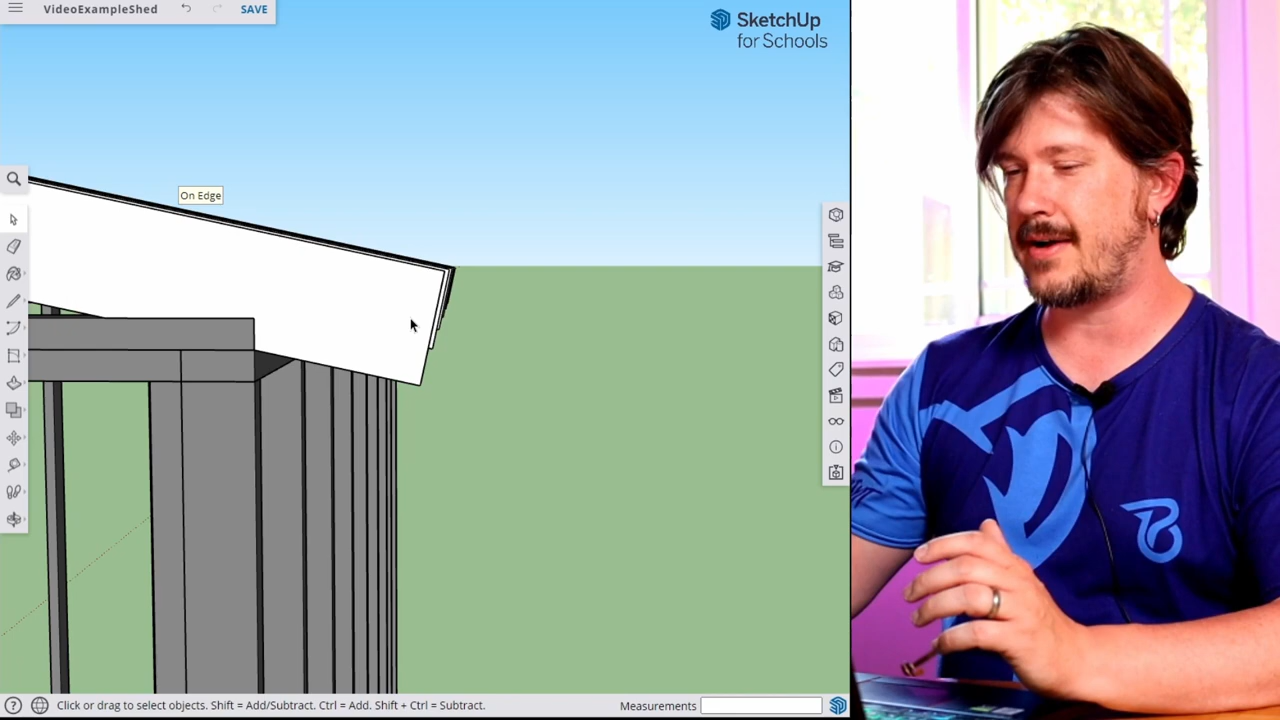 VideoExampleShed
SAVE
SketchUp
for Schools
On Edge
Click or drag to select objects. Shift = Add/Subtract. Ctrl = Add. Shift + Ctrl = Subtract.
Measurements